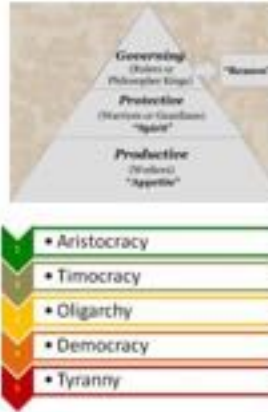 Governing
(Rulers or
Philosopher Kings)
"Reason"
Protective
(Warriors or Guardians)
"Spirit"
Productive
(Workers)
"Appetite"
• Aristocracy
• Timocracy
• Oligarchy
• Democracy
• Tyranny